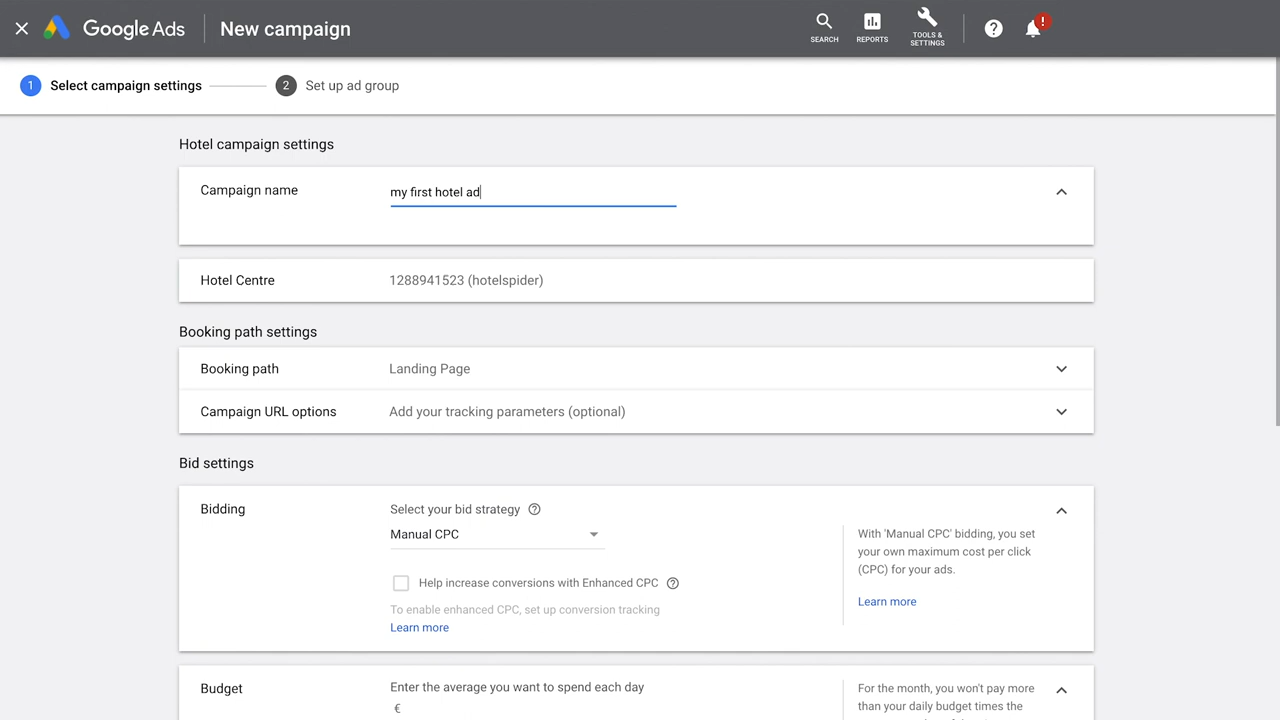 Google Ads
New campaign
SEARCH
REPORTS
TOOLS &
SETTINGS
?
!
1 Select campaign settings
2 Set up ad group
Hotel campaign settings
Campaign name
my first hotel ad
Hotel Centre
1288941523 (hotelspider)
Booking path settings
Booking path
Landing Page
Campaign URL options
Add your tracking parameters (optional)
Bid settings
Bidding
Select your bid strategy ?
Manual CPC
Help increase conversions with Enhanced CPC ?
To enable enhanced CPC, set up conversion tracking
Learn more
With 'Manual CPC' bidding, you set
your own maximum cost per click
(CPC) for your ads.
Learn more
Budget
Enter the average you want to spend each day
€
For the month, you won't pay more
than your daily budget times the